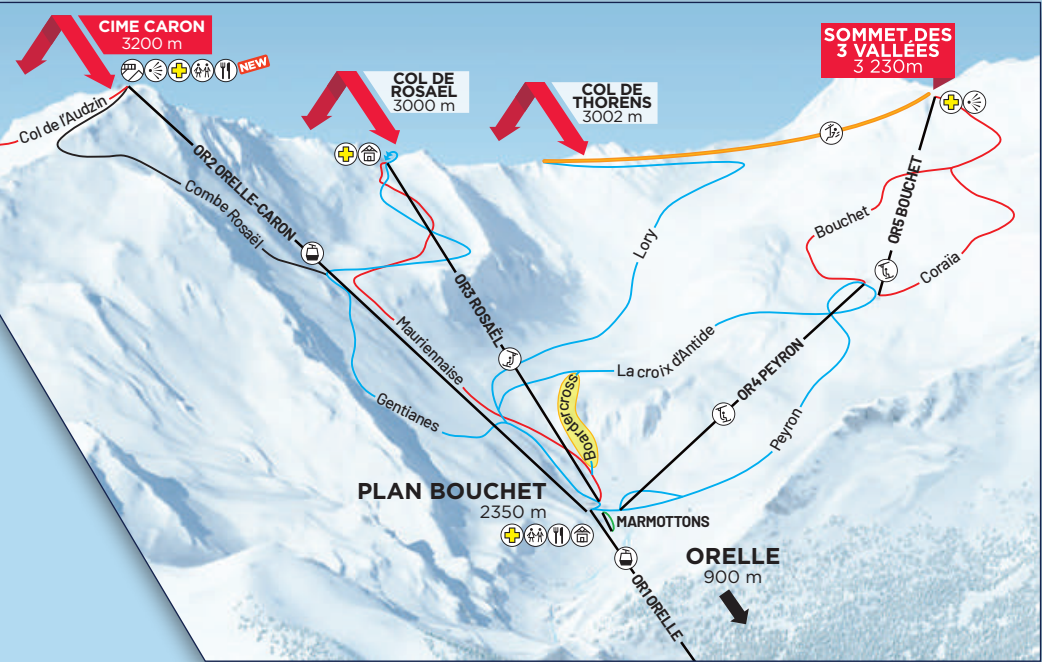 CIME CARON
3200 m
NEW
COL DE
ROSAËL
3000 m
COL DE
THORENS
3002 m
SOMMET DES
3 VALLÉES
3 230m
Col de l'Audzin
OR2 ORELLE-CARON
Combe Rosaël
OR3 ROSAËL
Mauriennaise
Gentianes
Lory
La croix d'Antide
Boardercross
Bouchet
OR5 BOUCHET
Coraïa
OR4 PEYRON
Peyron
PLAN BOUCHET
2350 m
MARMOTTONS
ORELLE
900 m
OR1 ORELLE